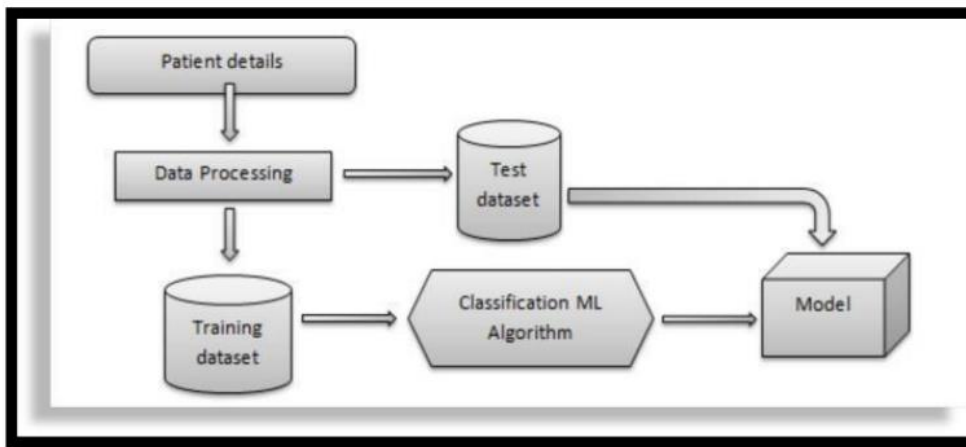 Patient details
Data Processing
Test
dataset
Training
dataset
Classification ML
Algorithm
Model